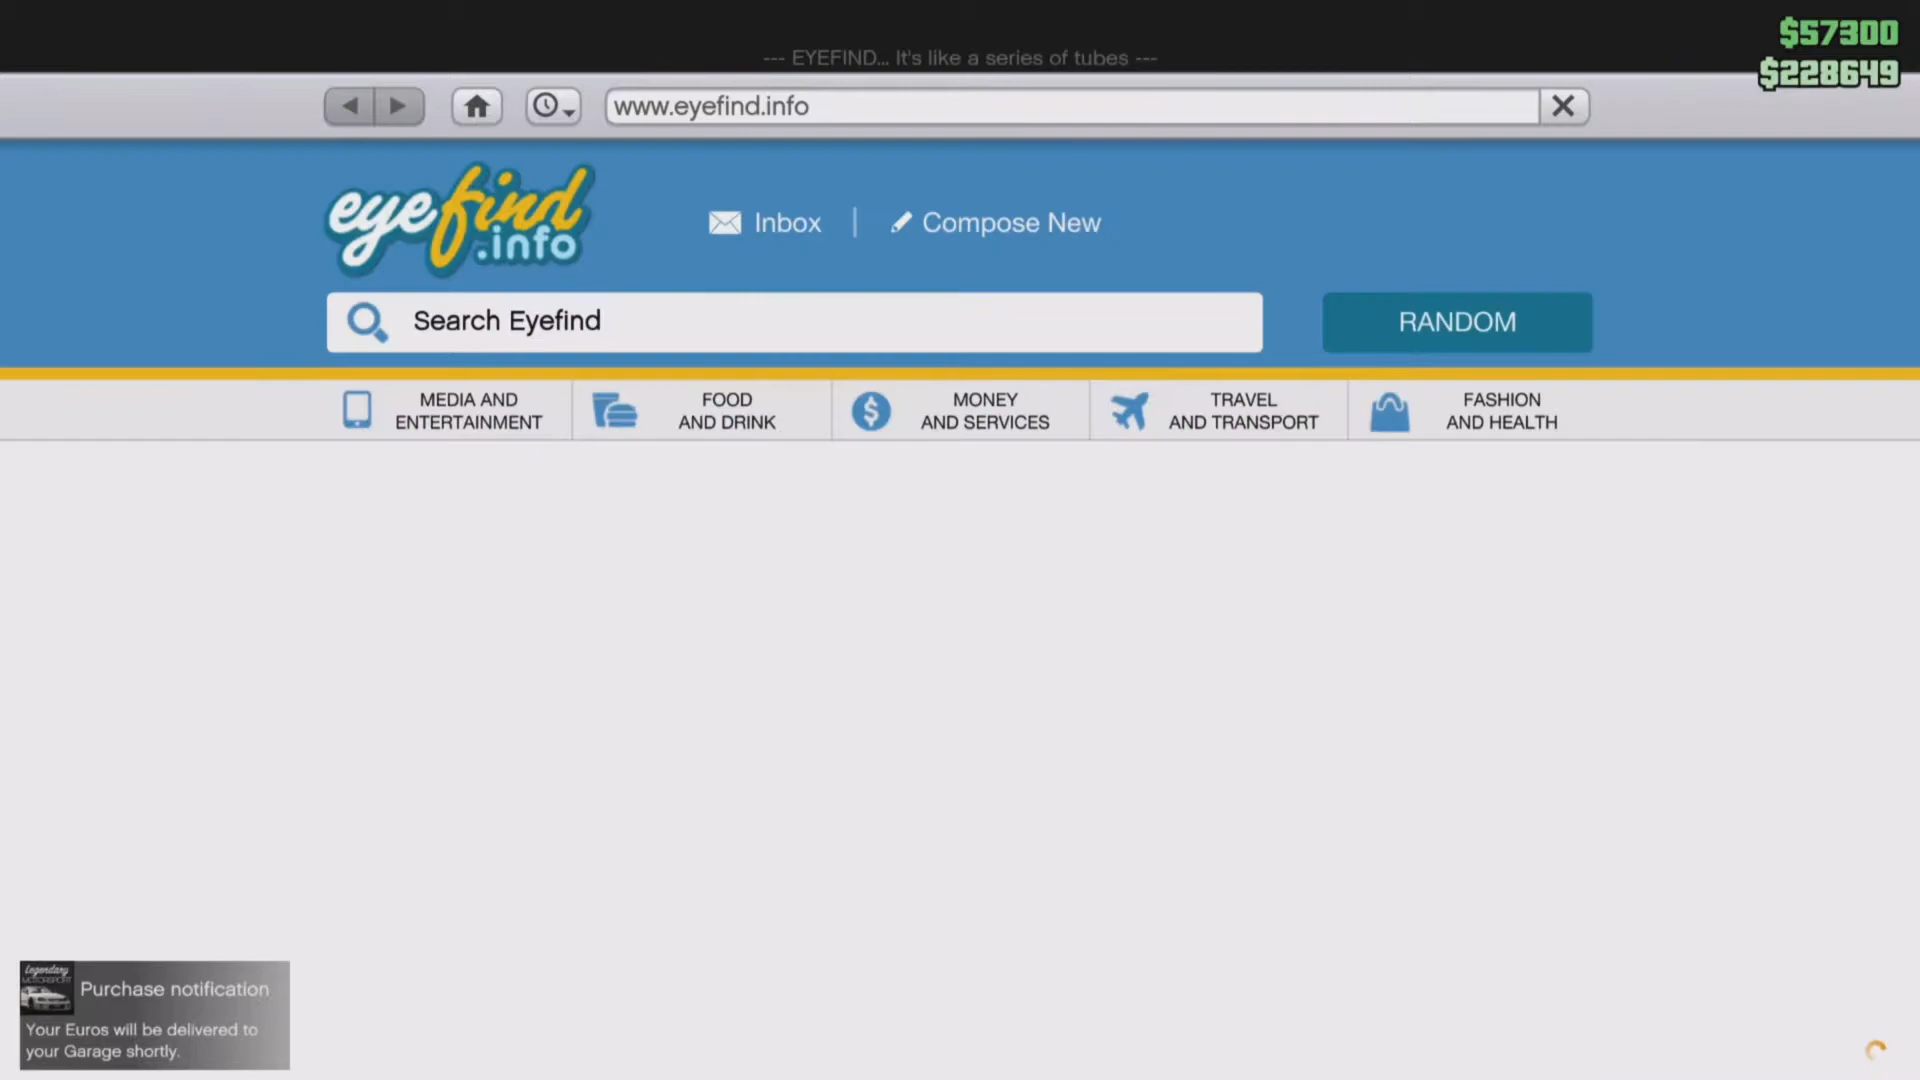 $57300
--- EYEFIND... It's like a series of tubes ---
$228649
www.eyefind.info
eyefind
.info
Inbox
Compose New
Search Eyefind
RANDOM
MEDIA AND
ENTERTAINMENT
FOOD
AND DRINK
MONEY
AND SERVICES
TRAVEL
AND TRANSPORT
FASHION
AND HEALTH
Legendary
MOTORSPORT
Purchase notification
Your Euros will be delivered to
your Garage shortly.